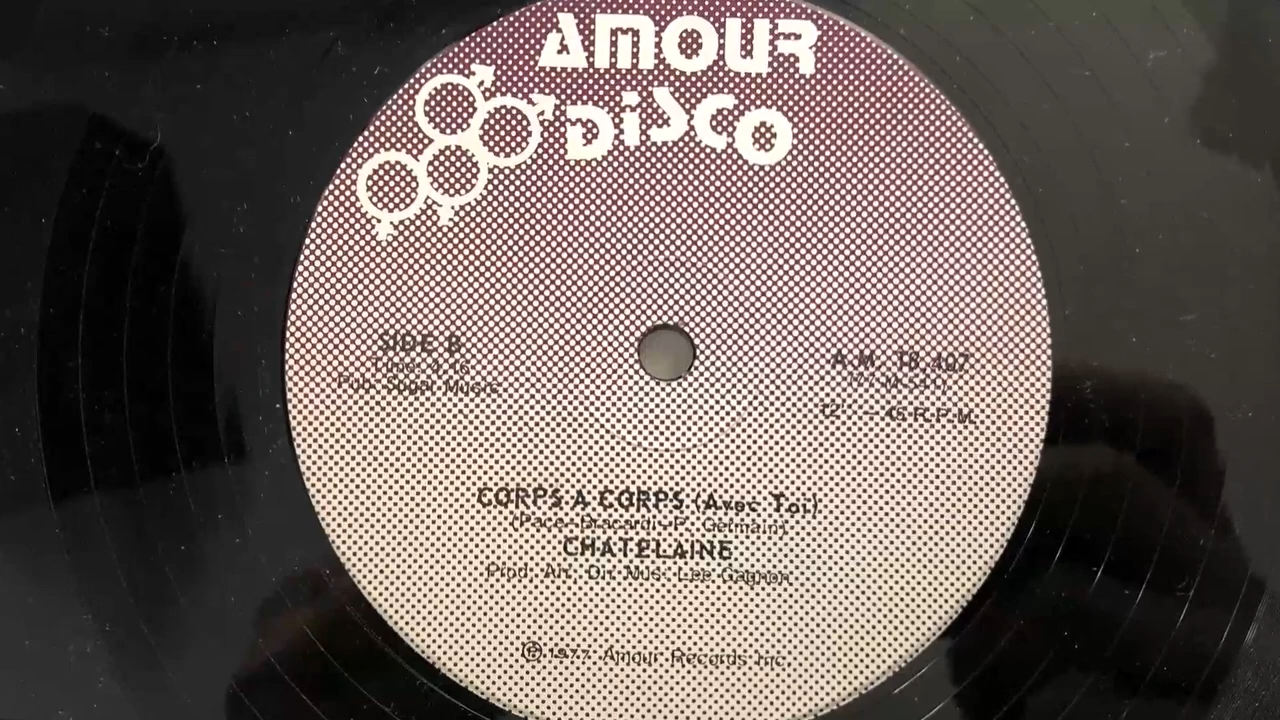 AMOUR
DISCO
SIDE B
Time: 4:16
Pub: Sugar Music
A.M. 18.407
12" — 45 R.P.M.
CORPS A CORPS (Avec Toi)
(Pace-Bracardi-P. Germain)
CHATELAINE
Prod. Arr. Dir. Mus: Lee Gagnon
℗ 1977 Amour Records Inc.